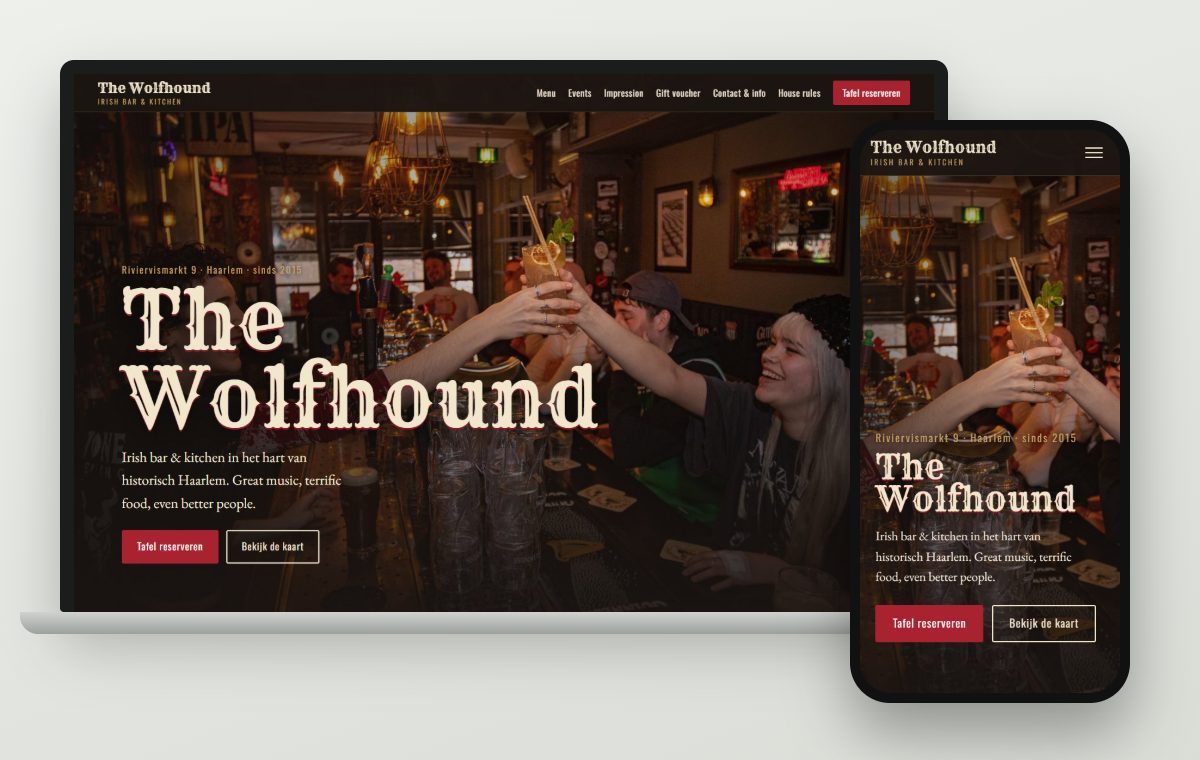 The Wolfhound
IRISH BAR & KITCHEN
Menu Events Impression Gift voucher Contact & info House rules Tafel reserveren
IPA
Riviervismarkt 9 · Haarlem · sinds 2015
The
Wolfhound
Irish bar & kitchen in het hart van
historisch Haarlem. Great music, terrific
food, even better people.
Tafel reserveren Bekijk de kaart
The Wolfhound
IRISH BAR & KITCHEN
Riviervismarkt 9 · Haarlem · sinds 2015
The
Wolfhound
Irish bar & kitchen in het hart van
historisch Haarlem. Great music, terrific
food, even better people.
Tafel reserveren Bekijk de kaart